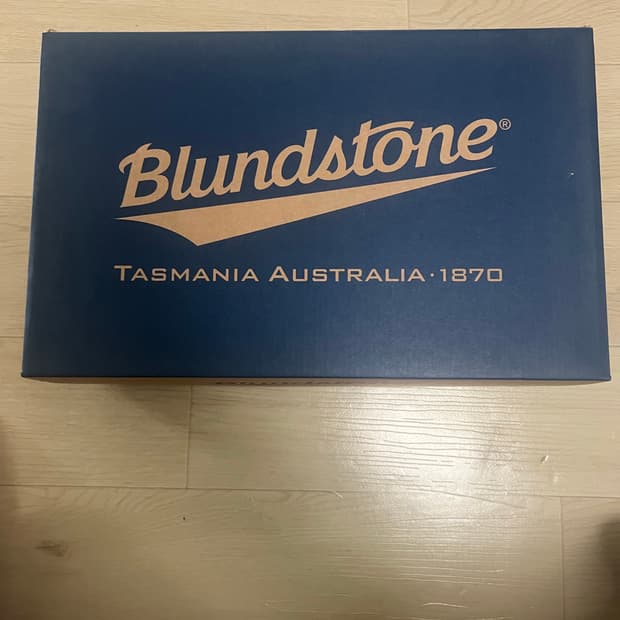 Blundstone®
TASMANIA AUSTRALIA · 1870